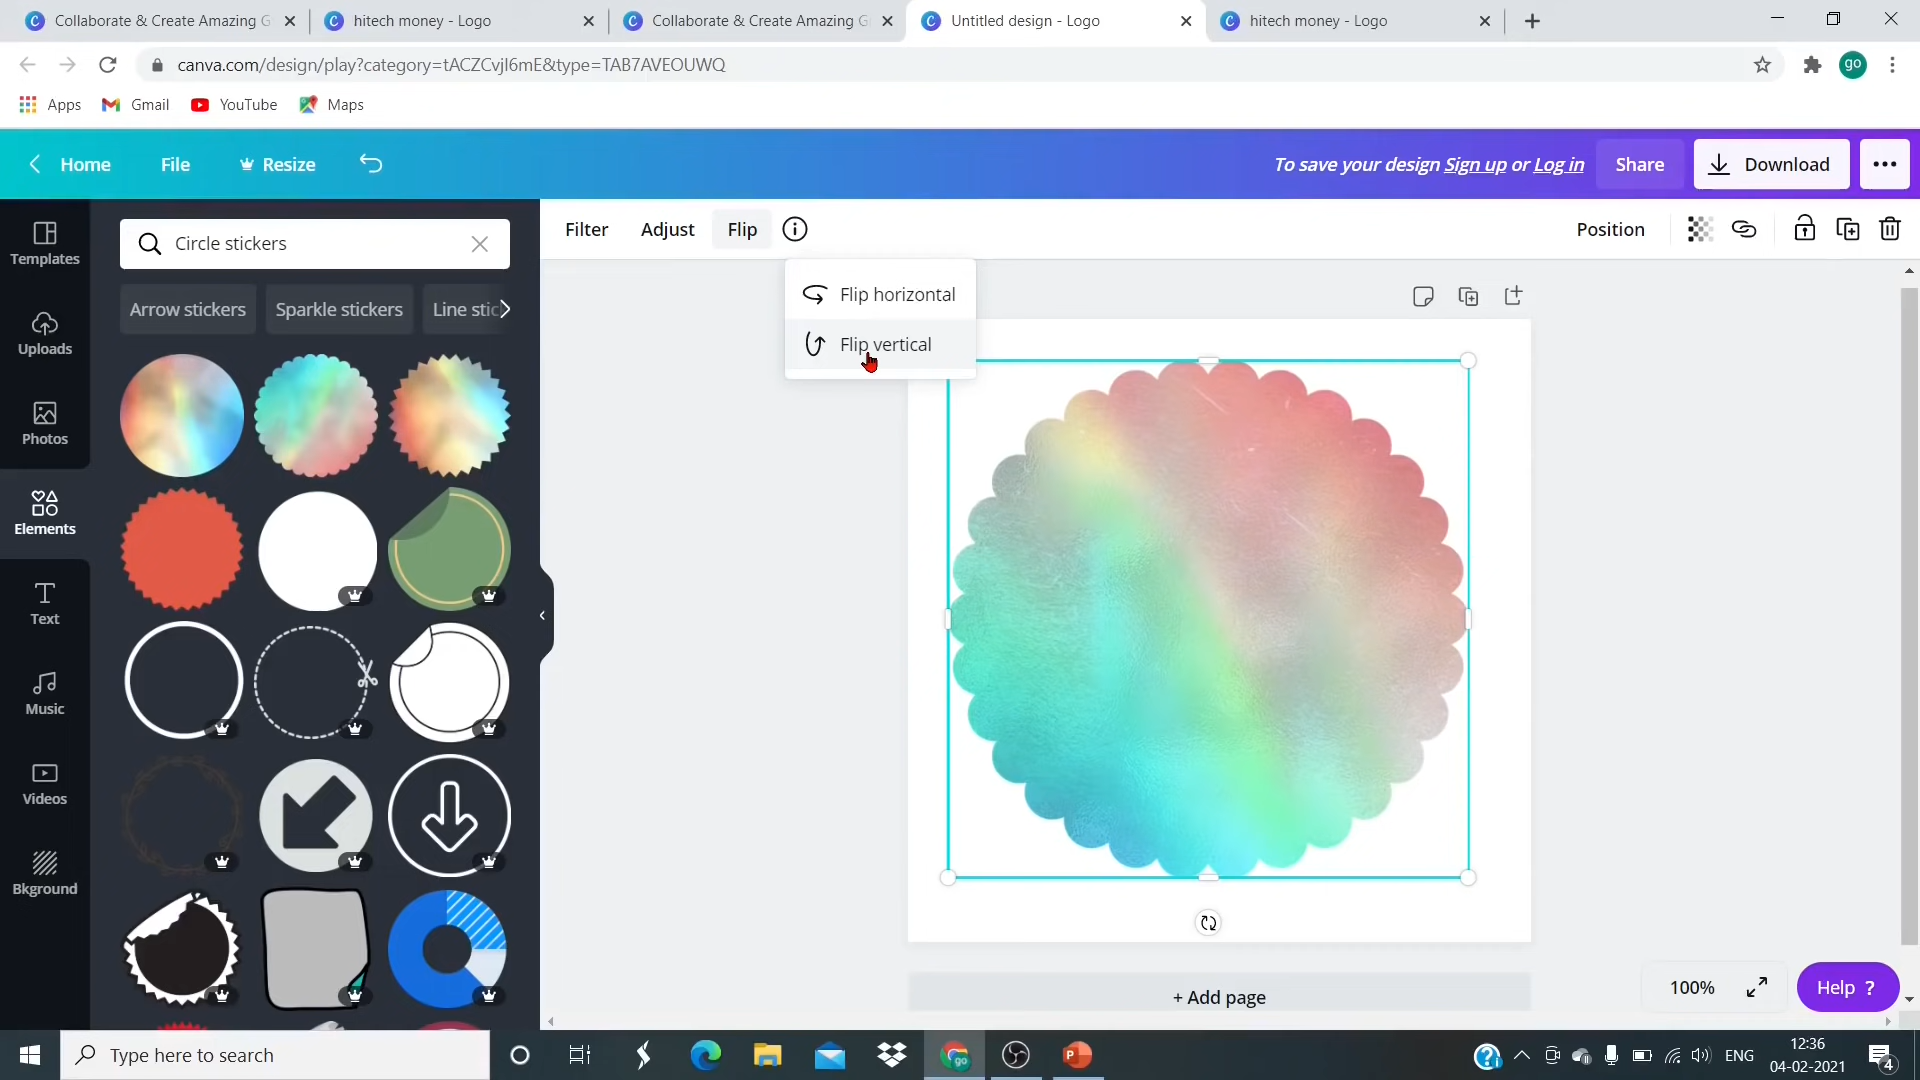 Collaborate & Create Amazing G
hitech money - Logo
Collaborate & Create Amazing G
Untitled design - Logo
hitech money - Logo
canva.com/design/play?category=tACZCvjl6mE&type=TAB7AVEOUWQ
go
Apps
Gmail
YouTube
Maps
Home
File
Resize
To save your design Sign up or Log in
Share
Download
Templates
Uploads
Photos
Elements
Text
Music
Videos
Bkground
Circle stickers
Arrow stickers
Sparkle stickers
Line stic
Filter
Adjust
Flip
Position
Flip horizontal
Flip vertical
+ Add page
100%
Help ?
Type here to search
go
P
ENG
12:36
04-02-2021
4